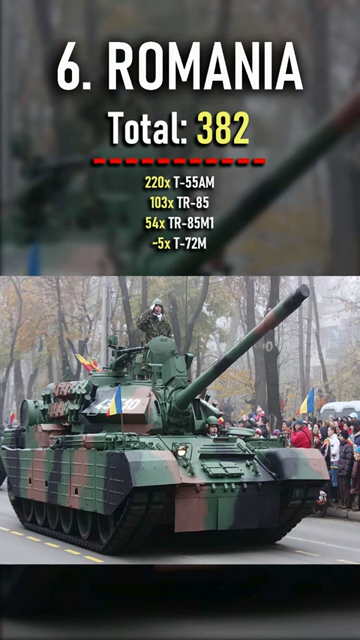 6. ROMANIA
Total: 382
220x T-55AM
103x TR-85
54x TR-85M1
~5x T-72M